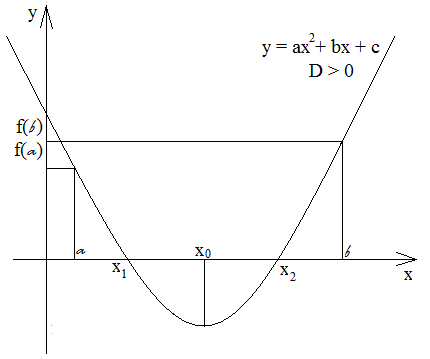 y
y = ax²+ bx + c
D > 0
f(b)
f(a)
a
x₀
b
x₁
x₂
x